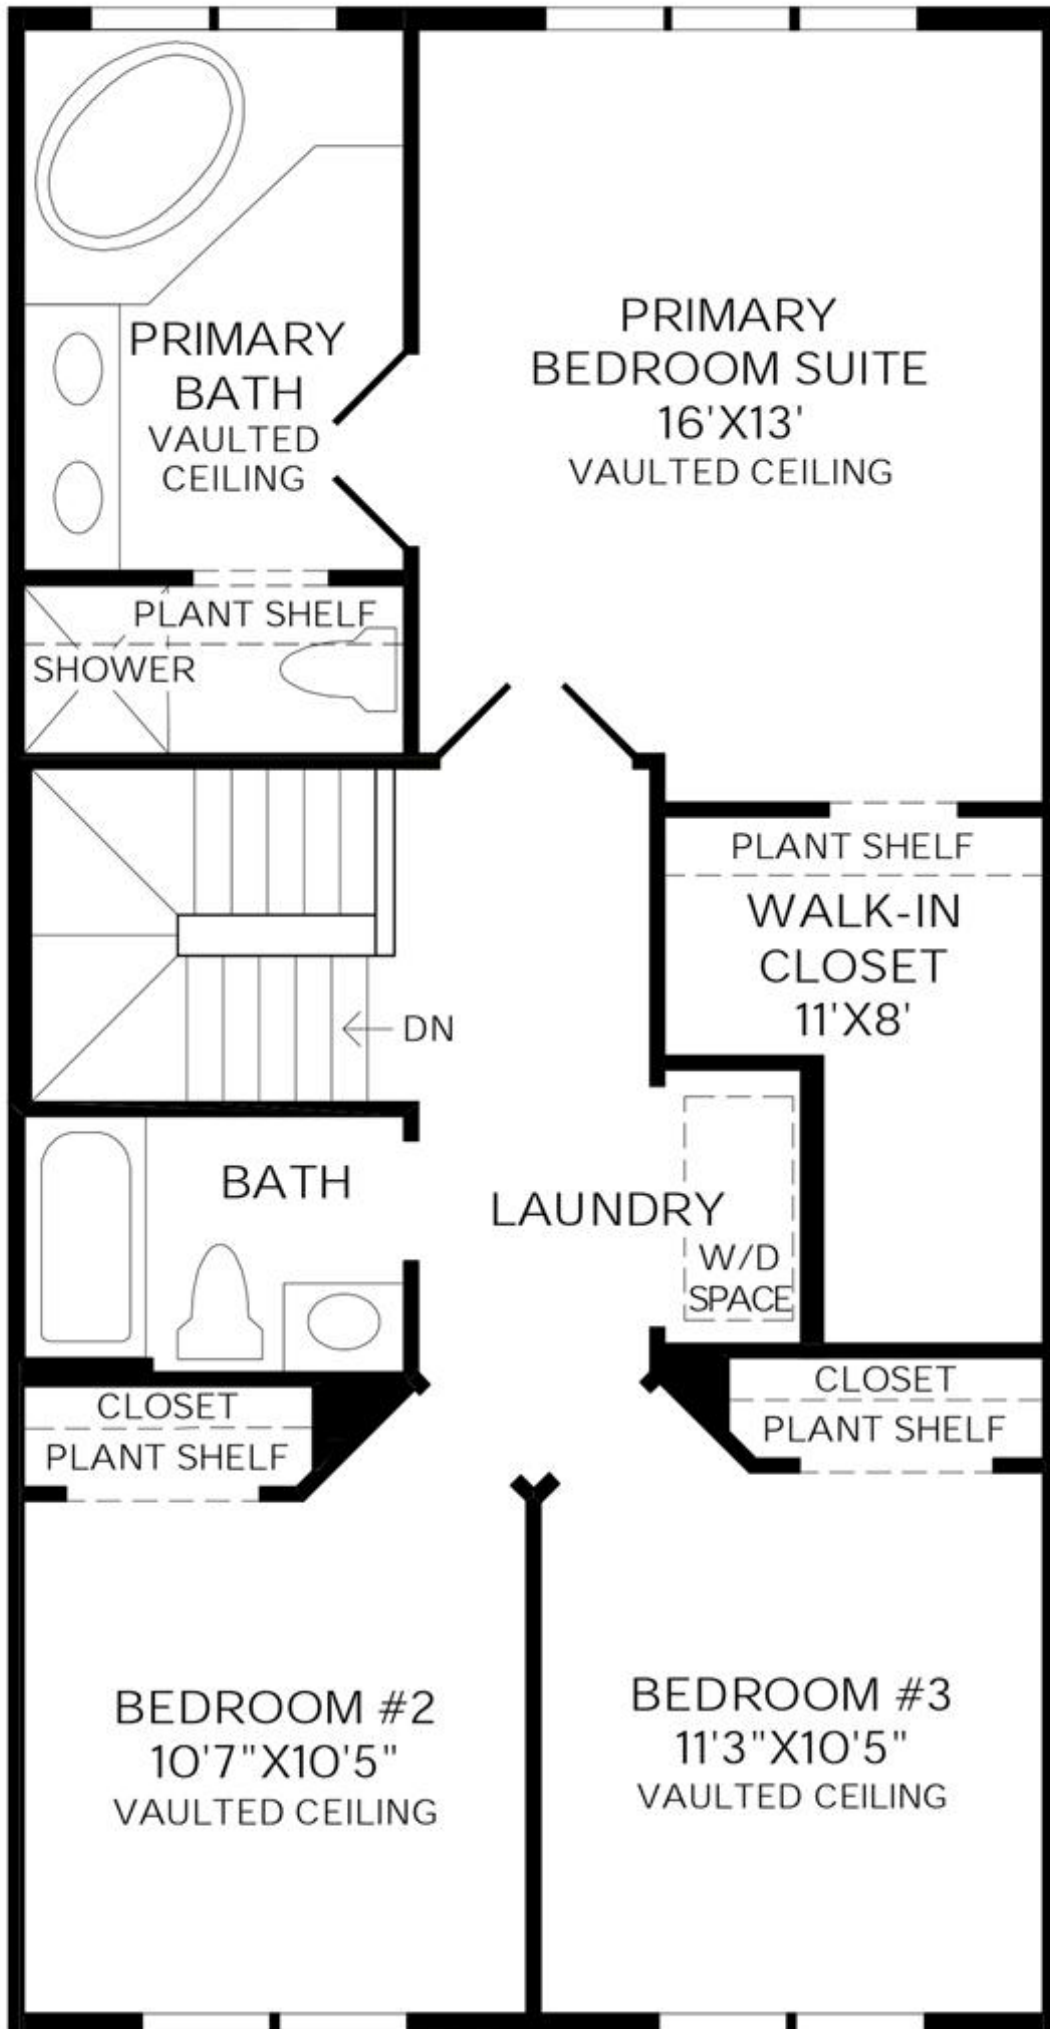 PRIMARY
BATH
VAULTED
CEILING
PRIMARY
BEDROOM SUITE
16'X13'
VAULTED CEILING
PLANT SHELF
SHOWER
PLANT SHELF
WALK-IN
CLOSET
11'X8'
DN
BATH
LAUNDRY
W/D
SPACE
CLOSET
PLANT SHELF
CLOSET
PLANT SHELF
BEDROOM #2
10'7"X10'5"
VAULTED CEILING
BEDROOM #3
11'3"X10'5"
VAULTED CEILING